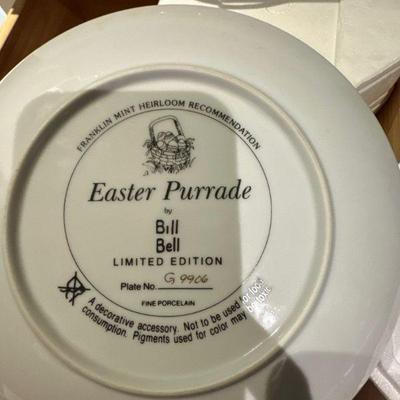 FRANKLIN MINT HEIRLOOM RECOMMENDATION
Easter Purrade
by
Bill
Bell
LIMITED EDITION
Plate No. G 9906
FINE PORCELAIN
A decorative accessory. Not to be used for food
consumption. Pigments used for color may be toxic.